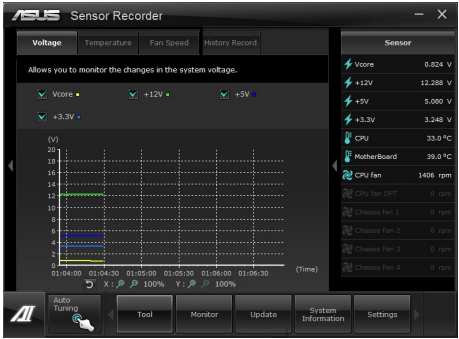 ASUS Sensor Recorder
Voltage Temperature Fan Speed History Record
Allows you to monitor the changes in the system voltage.
Vcore +12V +5V
+3.3V
(V)
20
18
16
14
12
10
8
6
4
2
01:04:00 01:04:30 01:05:00 01:05:30 01:06:00 01:06:30 (Time)
X : 100% Y : 100%
Sensor
Vcore 0.824 V
+12V 12.288 V
+5V 5.080 V
+3.3V 3.248 V
CPU 33.0 °C
MotherBoard 39.0 °C
CPU fan 1406 rpm
CPU fan OPT 0 rpm
Chassis Fan 1 0 rpm
Chassis Fan 2 0 rpm
Chassis Fan 3 0 rpm
Chassis Fan 4 0 rpm
Auto
Tuning
Tool Monitor Update
System
Information
Settings